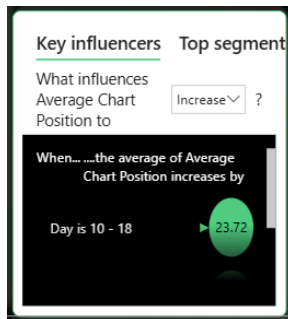 Key influencers Top segment
What influences
Average Chart
Position to
Increase ?
When... ....the average of Average
Chart Position increases by
Day is 10 - 18
23.72